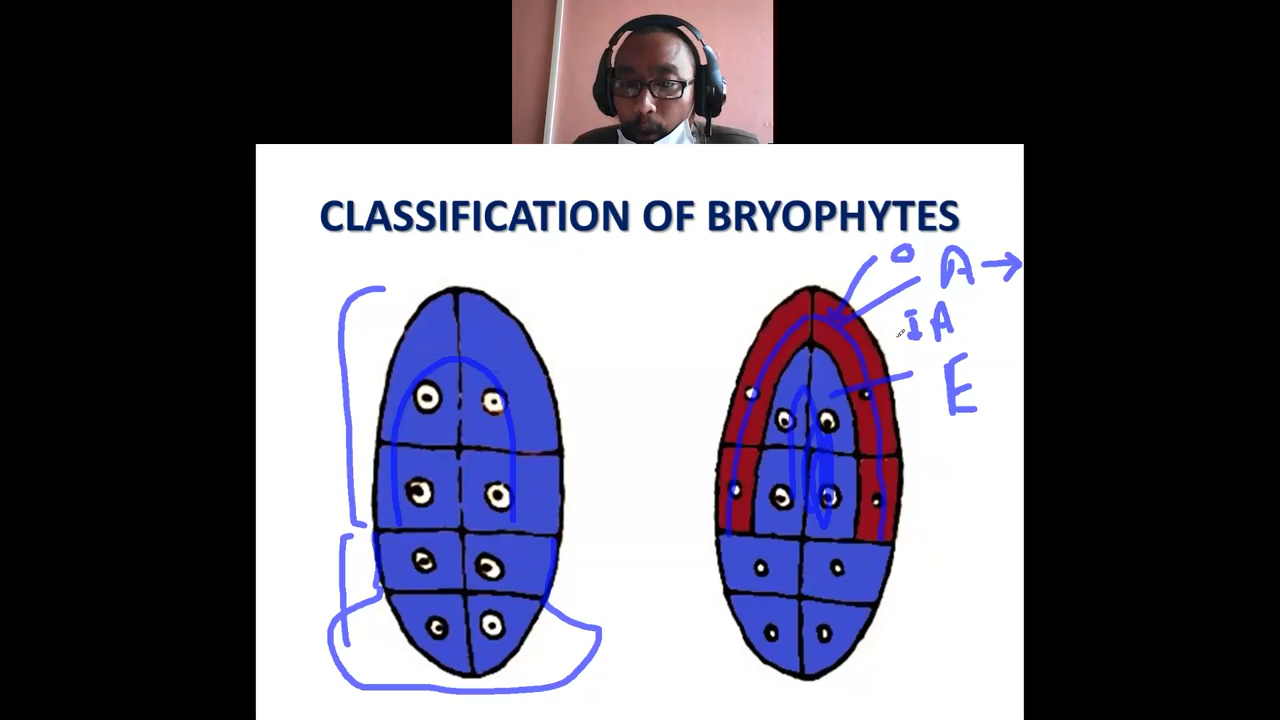 CLASSIFICATION OF BRYOPHYTES
O
A →
IA
E